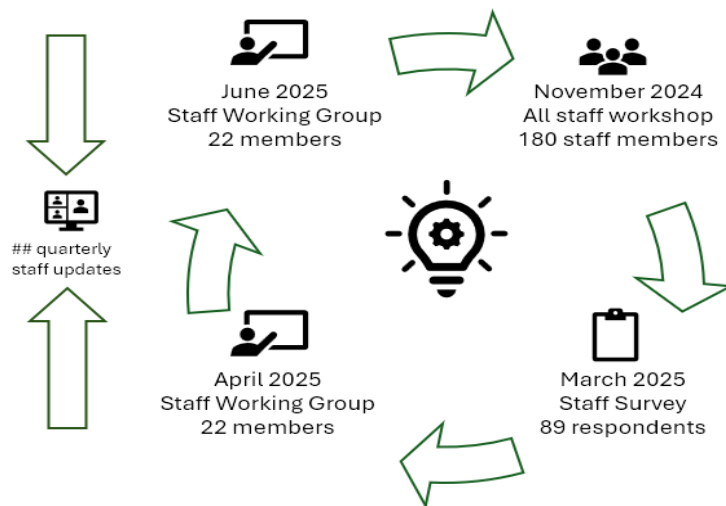 June 2025
Staff Working Group
22 members
November 2024
All staff workshop
180 staff members
## quarterly
staff updates
April 2025
Staff Working Group
22 members
March 2025
Staff Survey
89 respondents